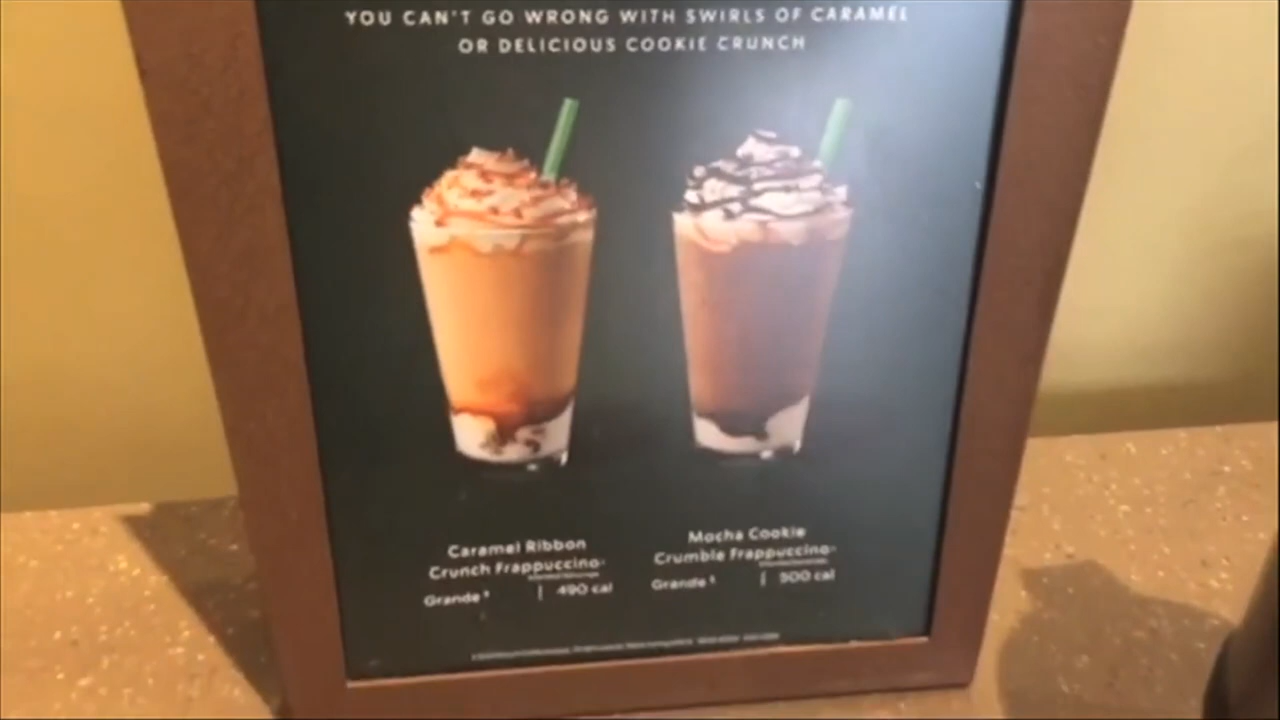 YOU CAN'T GO WRONG WITH SWIRLS OF CARAMEL
OR DELICIOUS COOKIE CRUNCH
Caramel Ribbon
Crunch Frappuccino
Grande $ | 490 cal
Mocha Cookie
Crumble Frappuccino
Grande $ | 500 cal